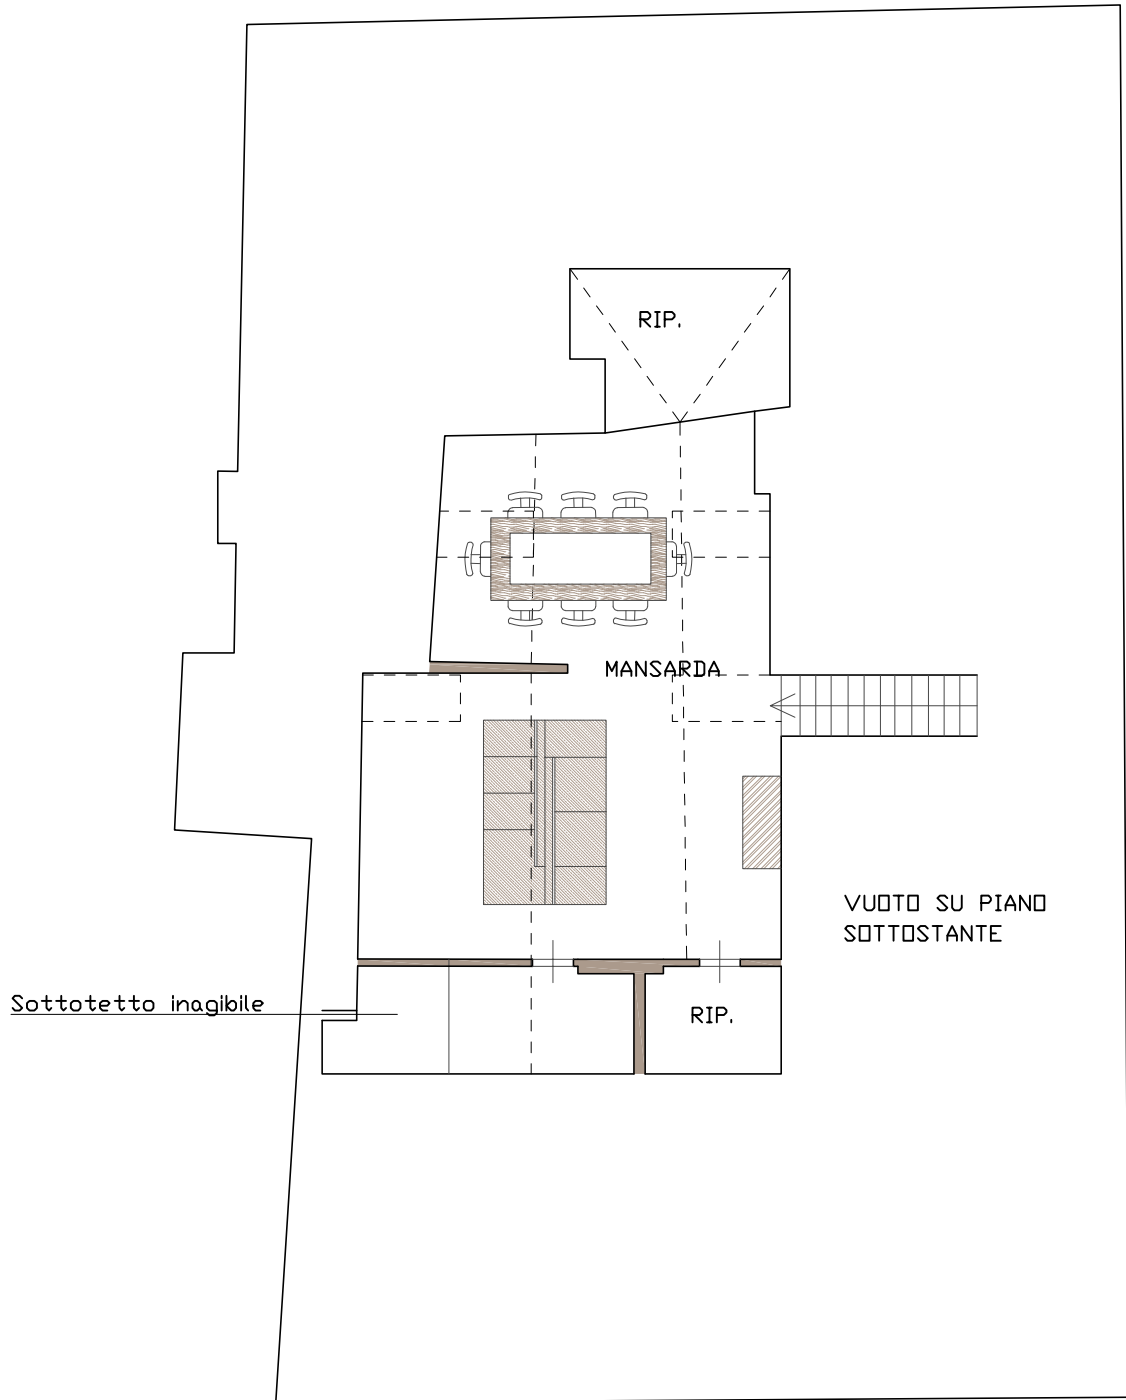 RIP.
MANSARDA
VUOTO SU PIANO
SOTTOSTANTE
Sottotetto inagibile
RIP.